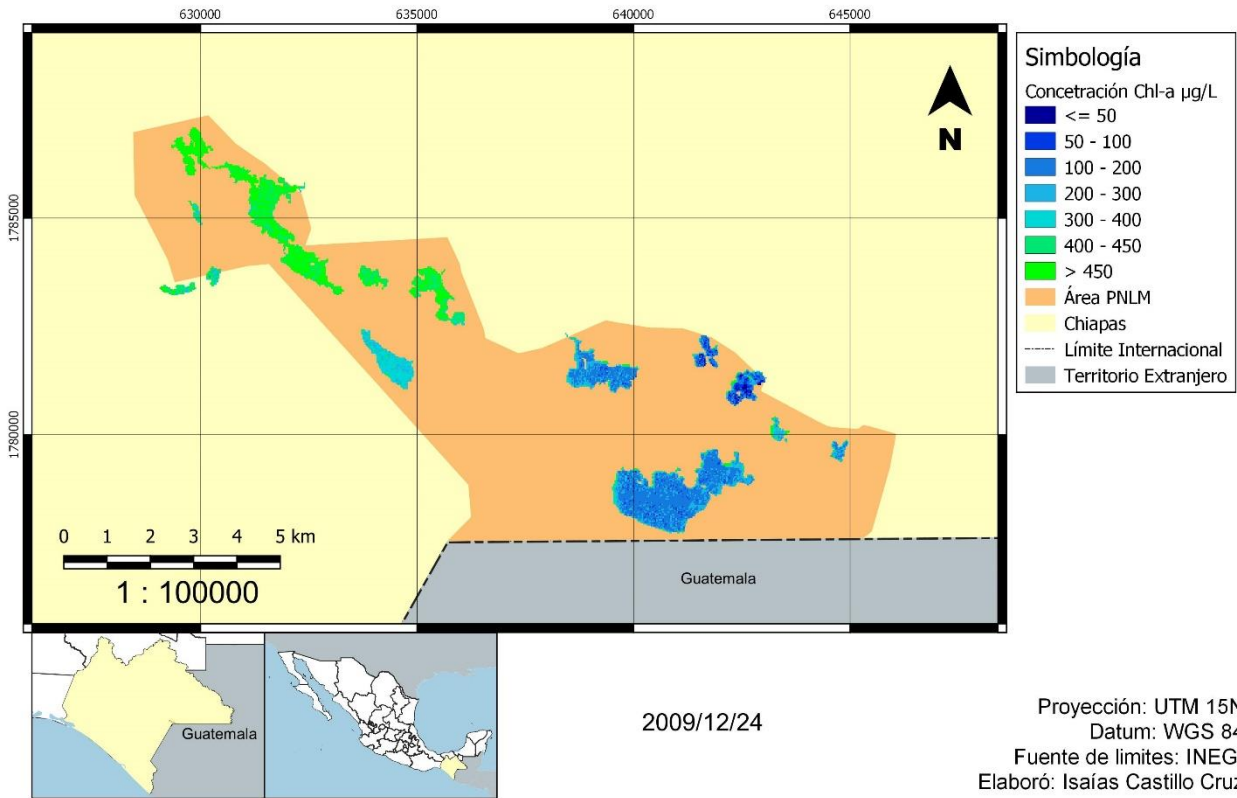 630000
635000
640000
645000
1785000
1780000
N
Simbología
Concetración Chl-a µg/L
<= 50
50 - 100
100 - 200
200 - 300
300 - 400
400 - 450
> 450
Área PNLM
Chiapas
Límite Internacional
Territorio Extranjero
0 1 2 3 4 5 km
1 : 100000
Guatemala
Guatemala
2009/12/24
Proyección: UTM 15N
Datum: WGS 84
Fuente de limites: INEG
Elaboró: Isaías Castillo Cruz